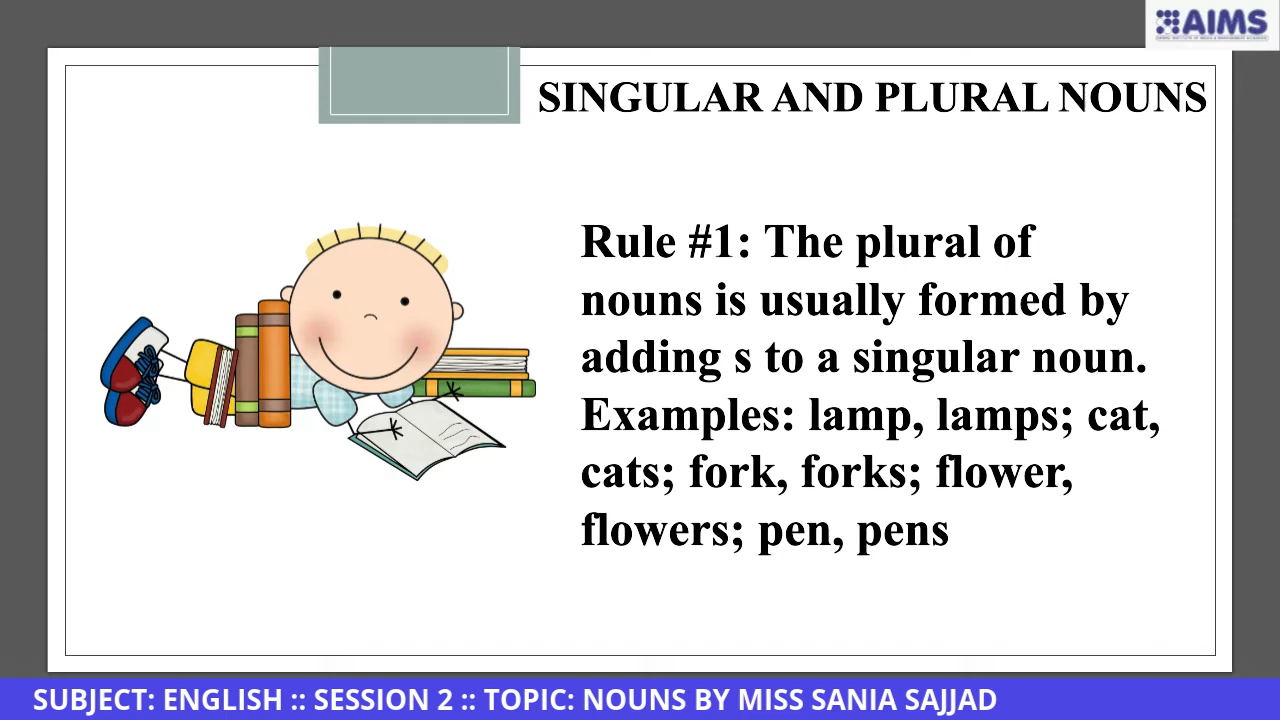 AIMS
SINGULAR AND PLURAL NOUNS
Rule #1: The plural of
nouns is usually formed by
adding s to a singular noun.
Examples: lamp, lamps; cat,
cats; fork, forks; flower,
flowers; pen, pens
SUBJECT: ENGLISH :: SESSION 2 :: TOPIC: NOUNS BY MISS SANIA SAJJAD